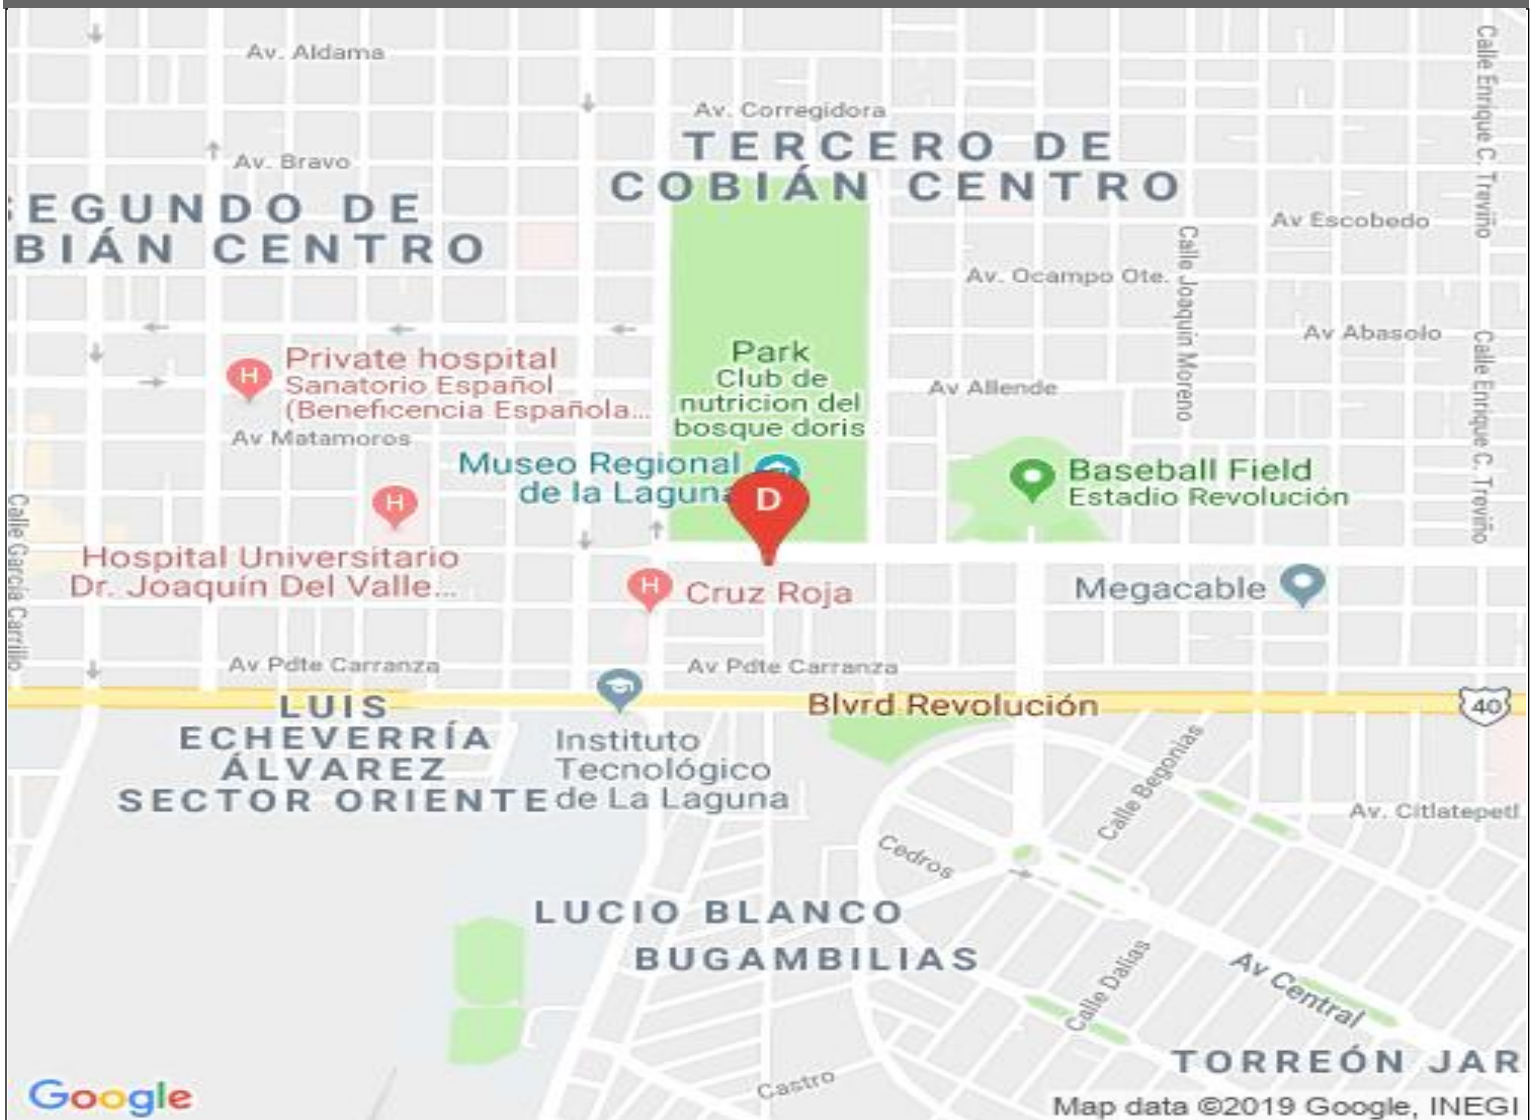 Av. Aldama
Av. Corregidora
Calle Enrique C. Treviño
TERCERO DE
COBIÁN CENTRO
Av. Bravo
EGUNDO DE
BIÁN CENTRO
Av Escobedo
Calle Joaquín Moreno
Av. Ocampo Ote.
Av Abasolo
Calle Enrique C. Treviño
Private hospital
Sanatorio Español
(Beneficencia Española...
H
Park
Club de
nutricion del
bosque doris
Av Allende
Av Matamoros
Museo Regional
de la Laguna
D
Baseball Field
Estadio Revolución
H
Hospital Universitario
Dr. Joaquín Del Valle...
Calle García Carrillo
H
Cruz Roja
Megacable
Av Pdte Carranza
Av Pdte Carranza
Blvrd Revolución
40
LUIS
ECHEVERRÍA
ÁLVAREZ
SECTOR ORIENTE
Instituto
Tecnológico
de La Laguna
Calle Begonias
Av. Citlatepetl
Cedros
LUCIO BLANCO
BUGAMBILIAS
Calle Dalias
Av Central
TORREÓN JAR
Castro
Google
Map data ©2019 Google, INEGI